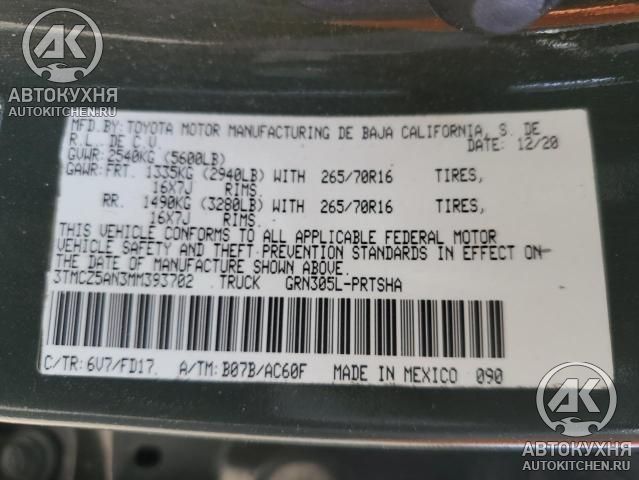 АК
АВТОКУХНЯ
AUTOKITCHEN.RU
MFD.BY:TOYOTA MOTOR MANUFACTURING DE BAJA CALIFORNIA, S. DE
R.L. DE C.V. DATE: 12/20
GVWR: 2540KG (5600LB)
GAWR:FRT. 1335KG (2940LB) WITH 265/70R16 TIRES,
16X7J RIMS.
RR. 1490KG (3280LB) WITH 265/70R16 TIRES,
16X7J RIMS.
THIS VEHICLE CONFORMS TO ALL APPLICABLE FEDERAL MOTOR
VEHICLE SAFETY AND THEFT PREVENTION STANDARDS IN EFFECT ON
THE DATE OF MANUFACTURE SHOWN ABOVE.
3TMCZ5AN3MM393702 TRUCK GRN305L-PRTSHA
C/TR:6V7/FD17. A/TM:B07B/AC60F MADE IN MEXICO 090
АК
АВТОКУХНЯ
AUTOKITCHEN.RU